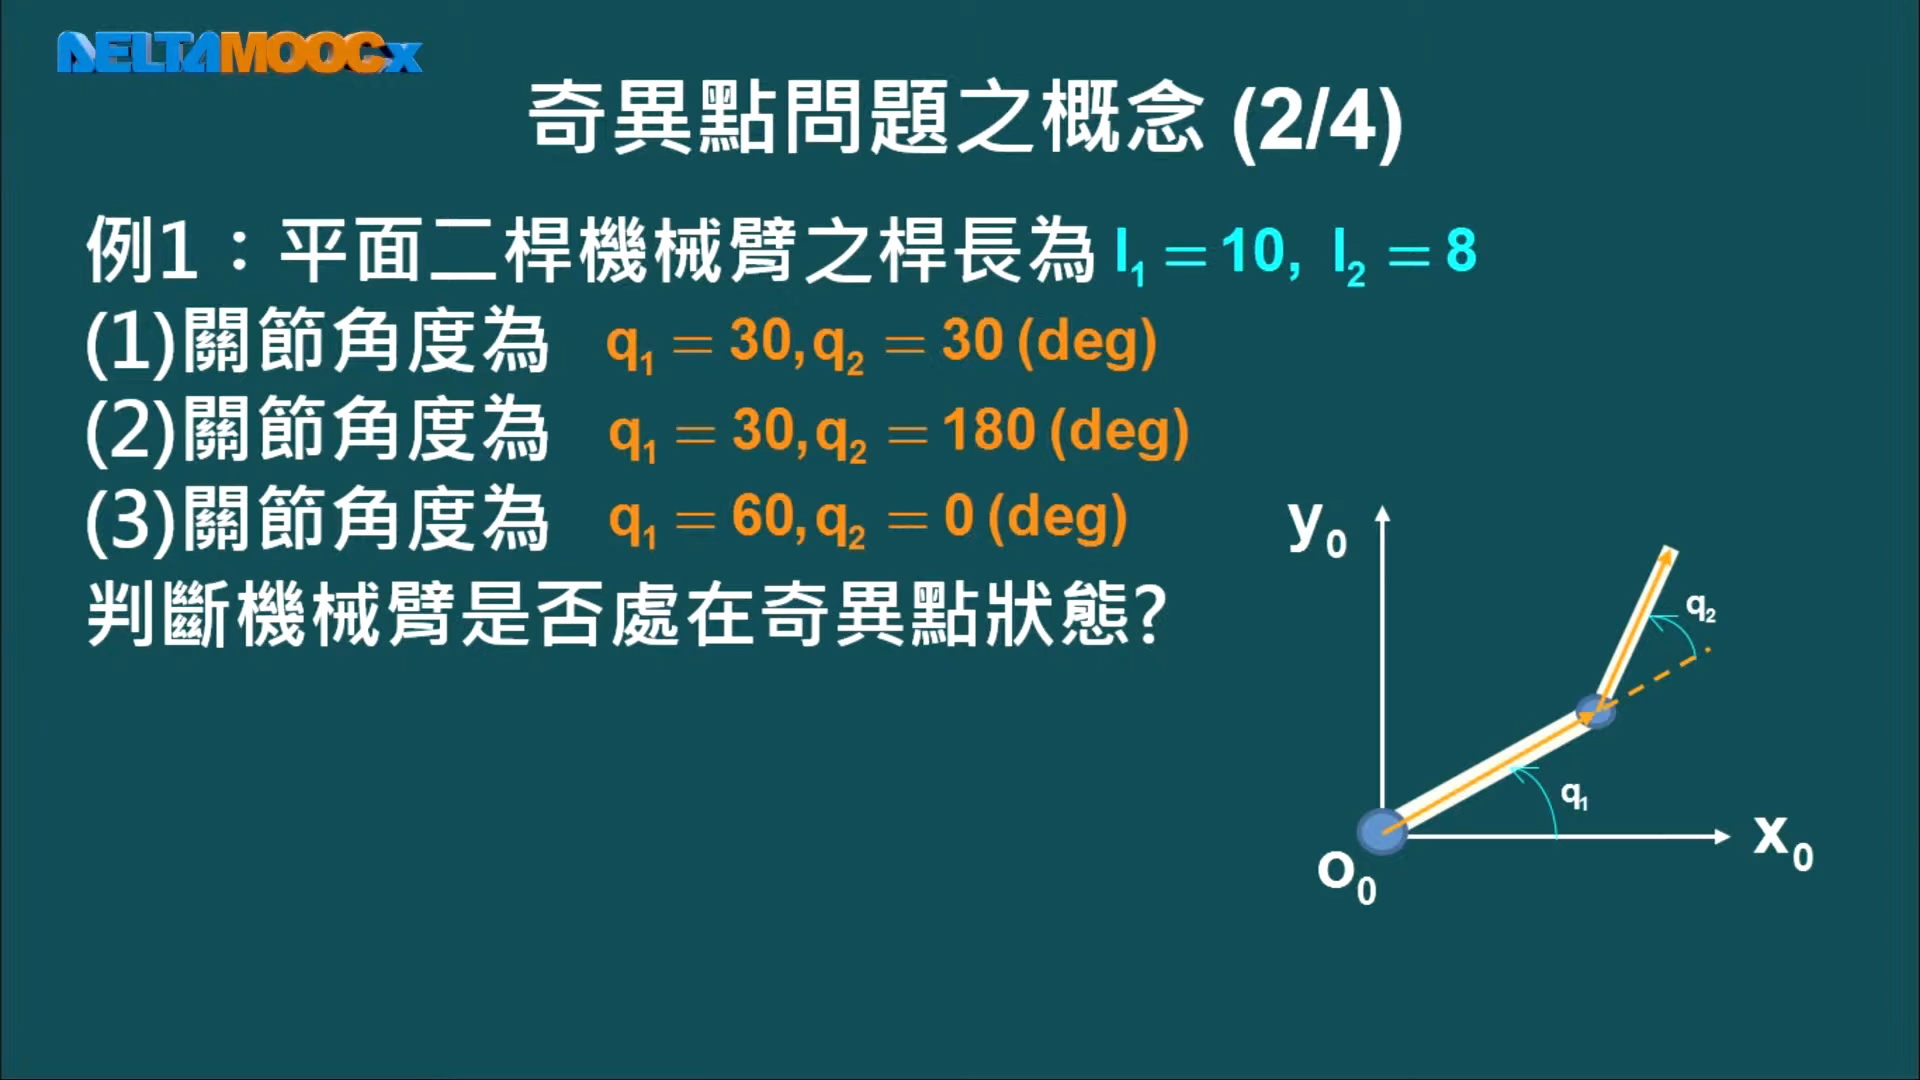 DELTAMOOCx
奇異點問題之概念 (2/4)
例1：平面二桿機械臂之桿長為 l₁ = 10, l₂ = 8
(1)關節角度為 q₁ = 30, q₂ = 30 (deg)
(2)關節角度為 q₁ = 30, q₂ = 180 (deg)
(3)關節角度為 q₁ = 60, q₂ = 0 (deg)
判斷機械臂是否處在奇異點狀態?
y₀
q₂
q₁
x₀
O₀